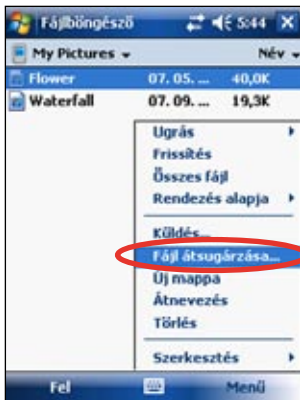 Fájlböngésző 5:44
My Pictures Név
Flower 07. 05. ... 40,0K
Waterfall 07. 09. ... 19,3K
Ugrás
Frissítés
Összes fájl
Rendezés alapja
Küldés...
Fájl átsugárzása...
Új mappa
Átnevezés
Törlés
Szerkesztés
Fel Menü